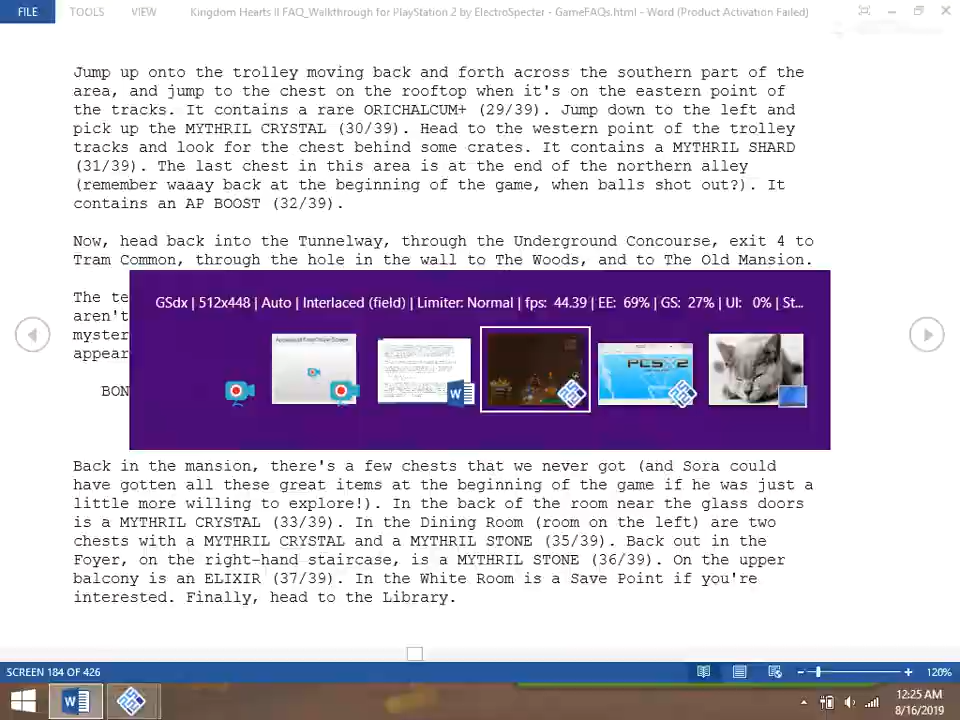 FILE TOOLS VIEW Kingdom Hearts II FAQ_Walkthrough for PlayStation 2 by ElectroSpecter - GameFAQs.html - Word (Product Activation Failed)
Jump up onto the trolley moving back and forth across the southern part of the
area, and jump to the chest on the rooftop when it's on the eastern point of
the tracks. It contains a rare ORICHALCUM+ (29/39). Jump down to the left and
pick up the MYTHRIL CRYSTAL (30/39). Head to the western point of the trolley
tracks and look for the chest behind some crates. It contains a MYTHRIL SHARD
(31/39). The last chest in this area is at the end of the northern alley
(remember waaay back at the beginning of the game, when balls shot out?). It
contains an AP BOOST (32/39).
Now, head back into the Tunnelway, through the Underground Concourse, exit 4 to
Tram Common, through the hole in the wall to The Woods, and to The Old Mansion.
The te
aren't
myster
appear
BON
GSdx | 512x448 | Auto | Interlaced (field) | Limiter: Normal | fps: 44.39 | EE: 69% | GS: 27% | UI: 0% | St...
PCSX2
Back in the mansion, there's a few chests that we never got (and Sora could
have gotten all these great items at the beginning of the game if he was just a
little more willing to explore!). In the back of the room near the glass doors
is a MYTHRIL CRYSTAL (33/39). In the Dining Room (room on the left) are two
chests with a MYTHRIL CRYSTAL and a MYTHRIL STONE (35/39). Back out in the
Foyer, on the right-hand staircase, is a MYTHRIL STONE (36/39). On the upper
balcony is an ELIXIR (37/39). In the White Room is a Save Point if you're
interested. Finally, head to the Library.
SCREEN 184 OF 426 120%
12:25 AM
8/16/2019